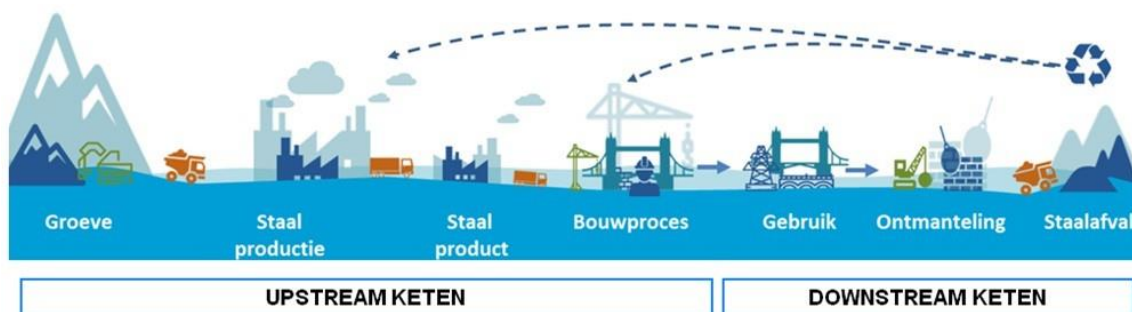 Groeve
Staal
productie
Staal
product
Bouwproces
Gebruik
Ontmanteling
Staalafval
UPSTREAM KETEN
DOWNSTREAM KETEN